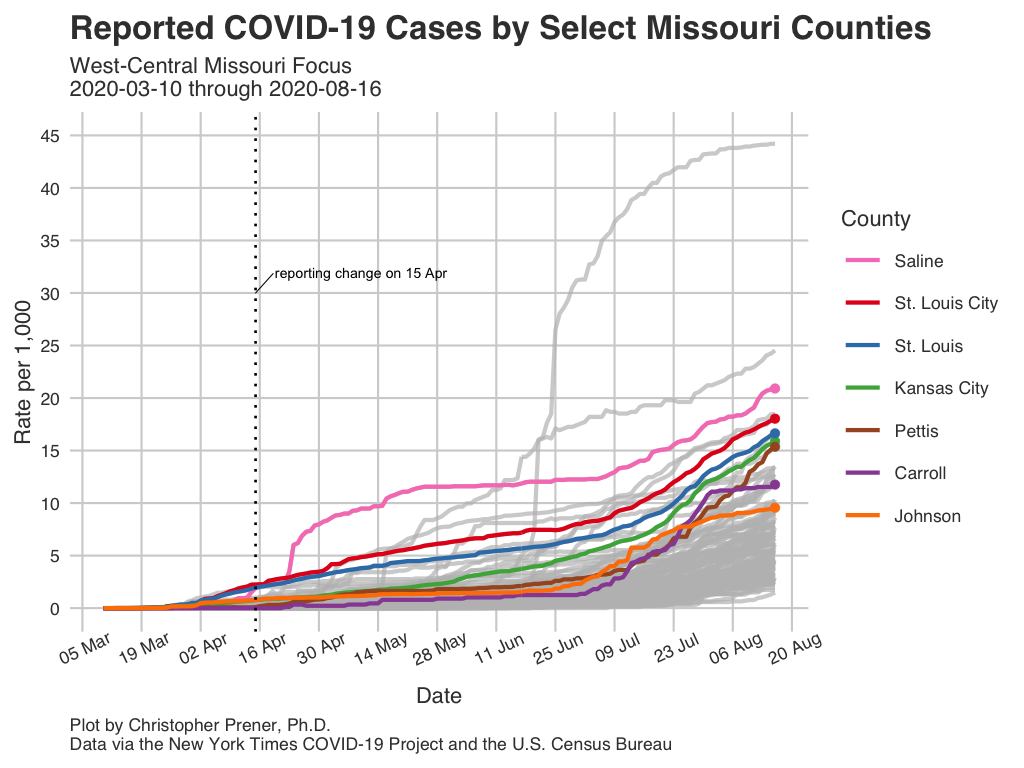 Reported COVID-19 Cases by Select Missouri Counties
West-Central Missouri Focus
2020-03-10 through 2020-08-16
Rate per 1,000
45
40
35
30
25
20
15
10
5
0
reporting change on 15 Apr
05 Mar
19 Mar
02 Apr
16 Apr
30 Apr
14 May
28 May
11 Jun
25 Jun
09 Jul
23 Jul
06 Aug
20 Aug
Date
County
Saline
St. Louis City
St. Louis
Kansas City
Pettis
Carroll
Johnson
Plot by Christopher Prener, Ph.D.
Data via the New York Times COVID-19 Project and the U.S. Census Bureau